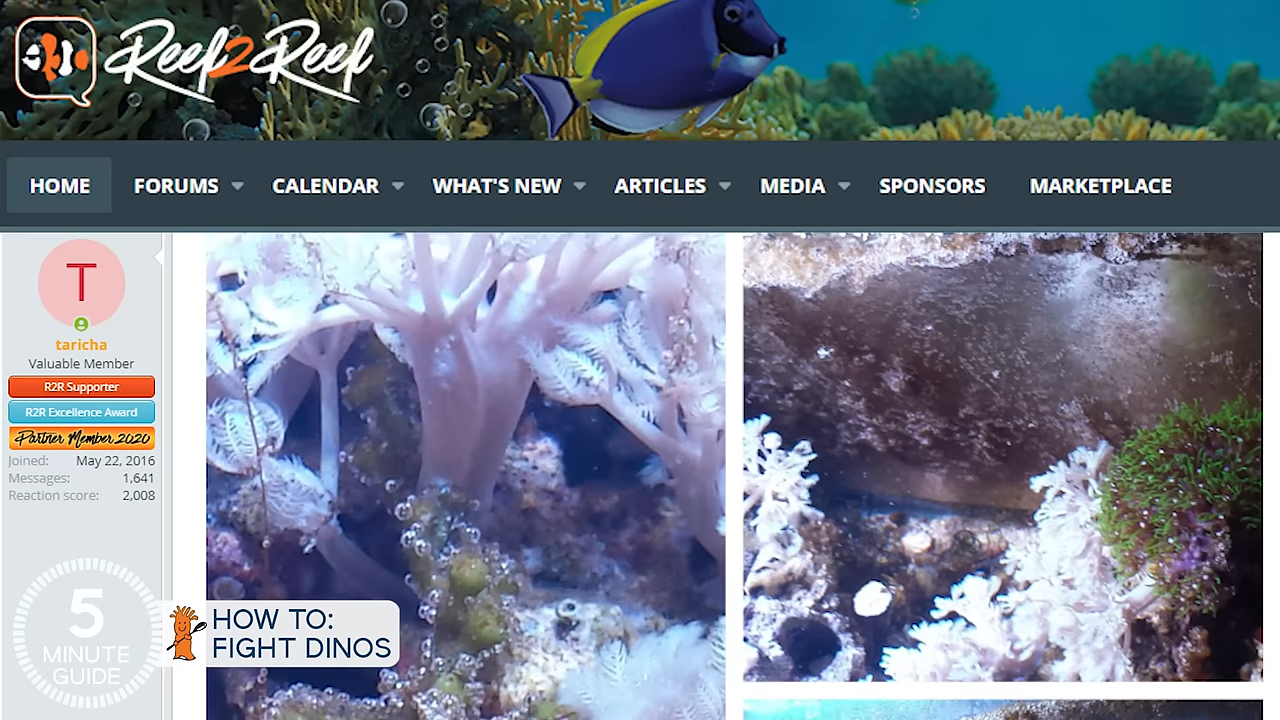 Reef2Reef
HOME
FORUMS
CALENDAR
WHAT'S NEW
ARTICLES
MEDIA
SPONSORS
MARKETPLACE
T
taricha
Valuable Member
R2R Supporter
R2R Excellence Award
Partner Member 2020
Joined: May 22, 2016
Messages: 1,641
Reaction score: 2,008
5
MINUTE
GUIDE
HOW TO:
FIGHT DINOS